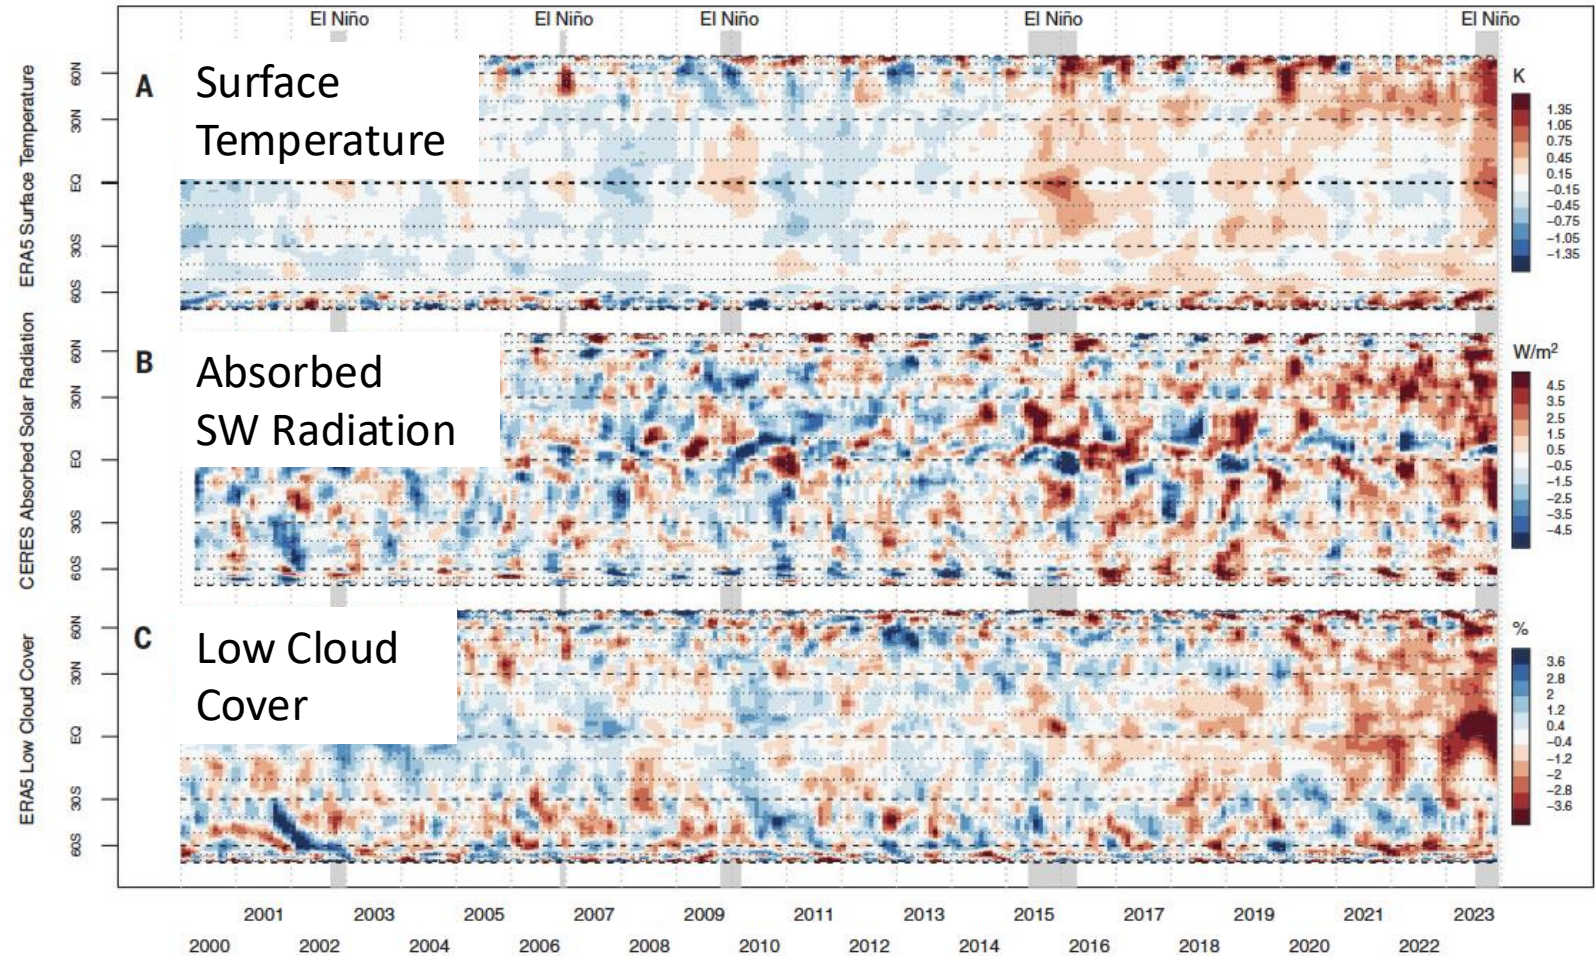 El Niño El Niño El Niño El Niño El Niño
A
Surface
Temperature
ERA5 Surface Temperature
60N
30N
EQ
30S
60S
K
1.35
1.05
0.75
0.45
0.15
−0.15
−0.45
−0.75
−1.05
−1.35
B
Absorbed
SW Radiation
CERES Absorbed Solar Radiation
60N
30N
EQ
30S
60S
W/m²
4.5
3.5
2.5
1.5
0.5
−0.5
−1.5
−2.5
−3.5
−4.5
C
Low Cloud
Cover
ERA5 Low Cloud Cover
60N
30N
EQ
30S
60S
%
3.6
2.8
2
1.2
0.4
−0.4
−1.2
−2
−2.8
−3.6
2001 2003 2005 2007 2009 2011 2013 2015 2017 2019 2021 2023
2000 2002 2004 2006 2008 2010 2012 2014 2016 2018 2020 2022